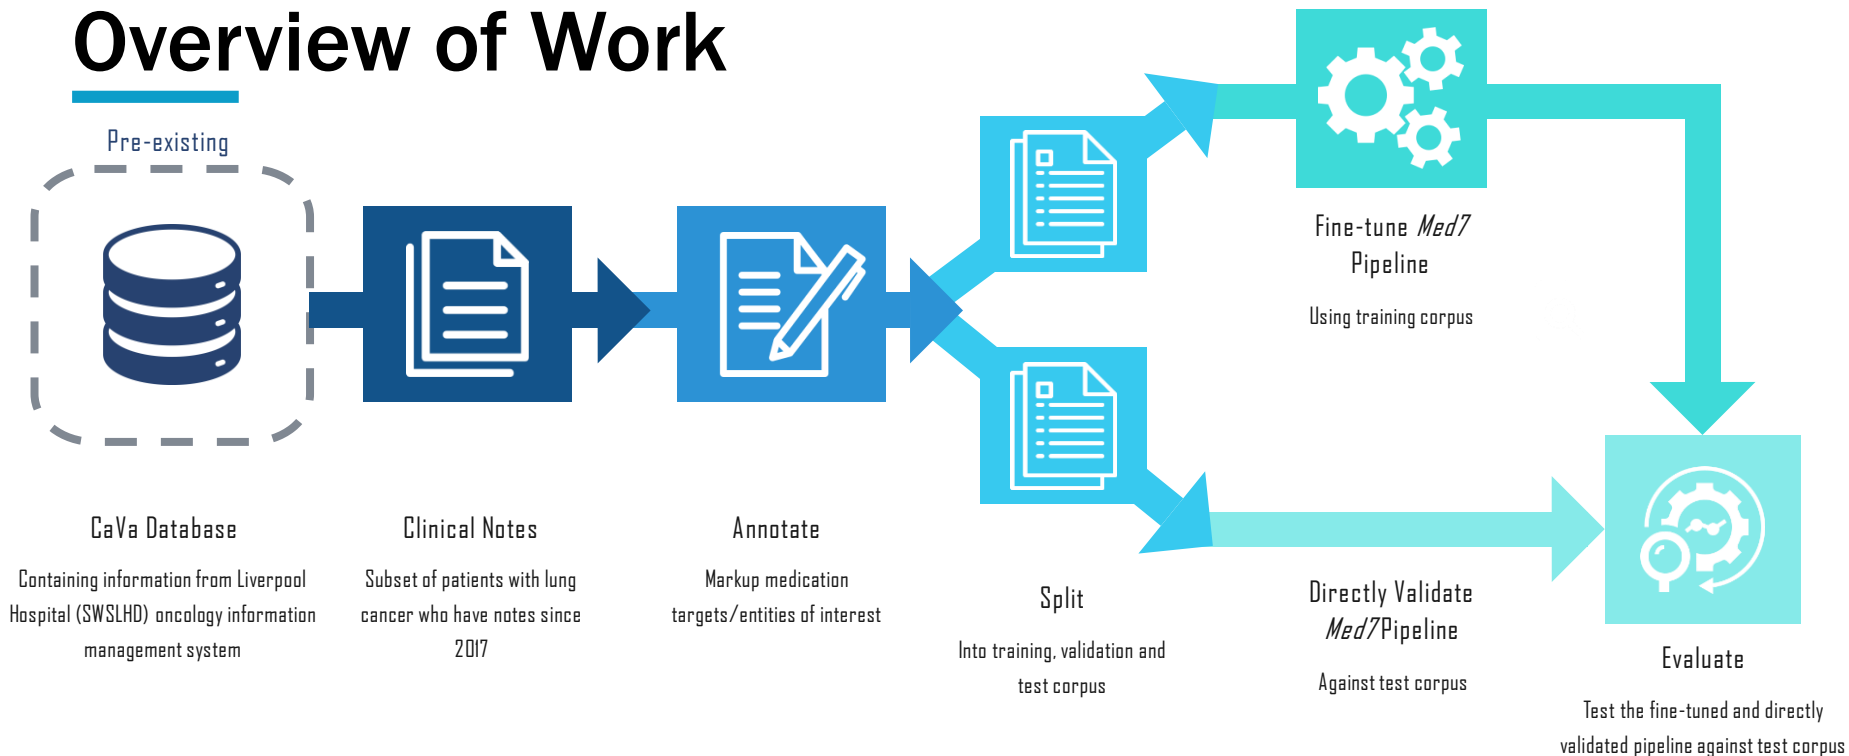 Overview of Work
Pre-existing
CaVa Database
Containing information from Liverpool
Hospital (SWSLHD) oncology information
management system
Clinical Notes
Subset of patients with lung
cancer who have notes since
2017
Annotate
Markup medication
targets/entities of interest
Split
Into training, validation and
test corpus
Fine-tune Med7
Pipeline
Using training corpus
Directly Validate
Med7 Pipeline
Against test corpus
Evaluate
Test the fine-tuned and directly
validated pipeline against test corpus